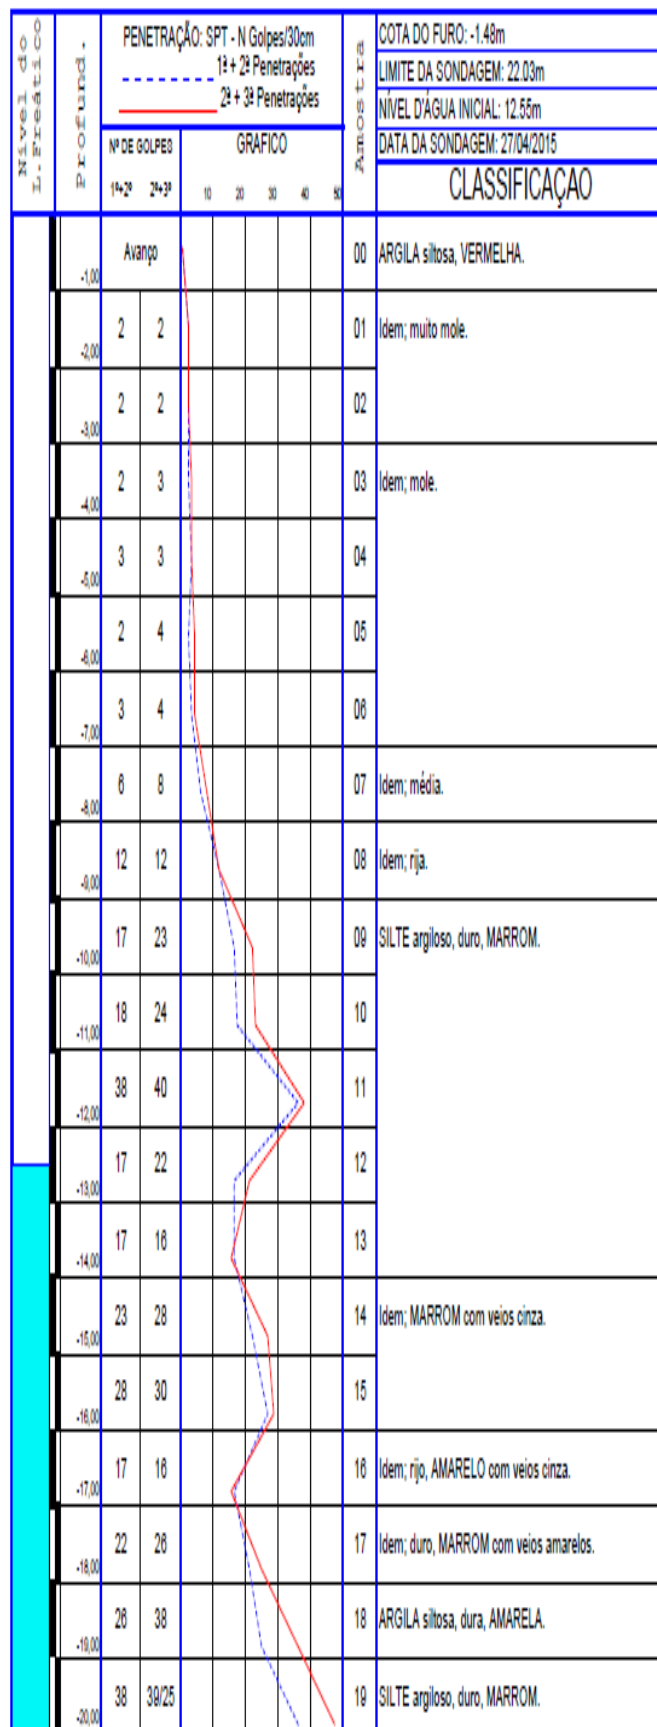 Nível do
L.Freático
Profund.
PENETRAÇÃO: SPT - N Golpes/30cm
1ª + 2ª Penetrações
2ª + 3ª Penetrações
Nº DE GOLPES
GRÁFICO
1ª+2ª 2ª+3ª
10 20 30 40 50
Amostra
COTA DO FURO: -1.48m
LIMITE DA SONDAGEM: 22.03m
NÍVEL D'ÁGUA INICIAL: 12.55m
DATA DA SONDAGEM: 27/04/2015
CLASSIFICAÇÃO
-1,00 Avanço 00 ARGILA siltosa, VERMELHA.
-2,00 2 2 01 Idem; muito mole.
-3,00 2 2 02
-4,00 2 3 03 Idem; mole.
-5,00 3 3 04
-6,00 2 4 05
-7,00 3 4 06
-8,00 6 8 07 Idem; média.
-9,00 12 12 08 Idem; rija.
-10,00 17 23 09 SILTE argiloso, duro, MARROM.
-11,00 18 24 10
-12,00 38 40 11
-13,00 17 22 12
-14,00 17 16 13
-15,00 23 28 14 Idem; MARROM com veios cinza.
-16,00 28 30 15
-17,00 17 16 16 Idem; rijo, AMARELO com veios cinza.
-18,00 22 26 17 Idem; duro, MARROM com veios amarelos.
-19,00 26 38 18 ARGILA siltosa, dura, AMARELA.
-20,00 38 39/25 19 SILTE argiloso, duro, MARROM.